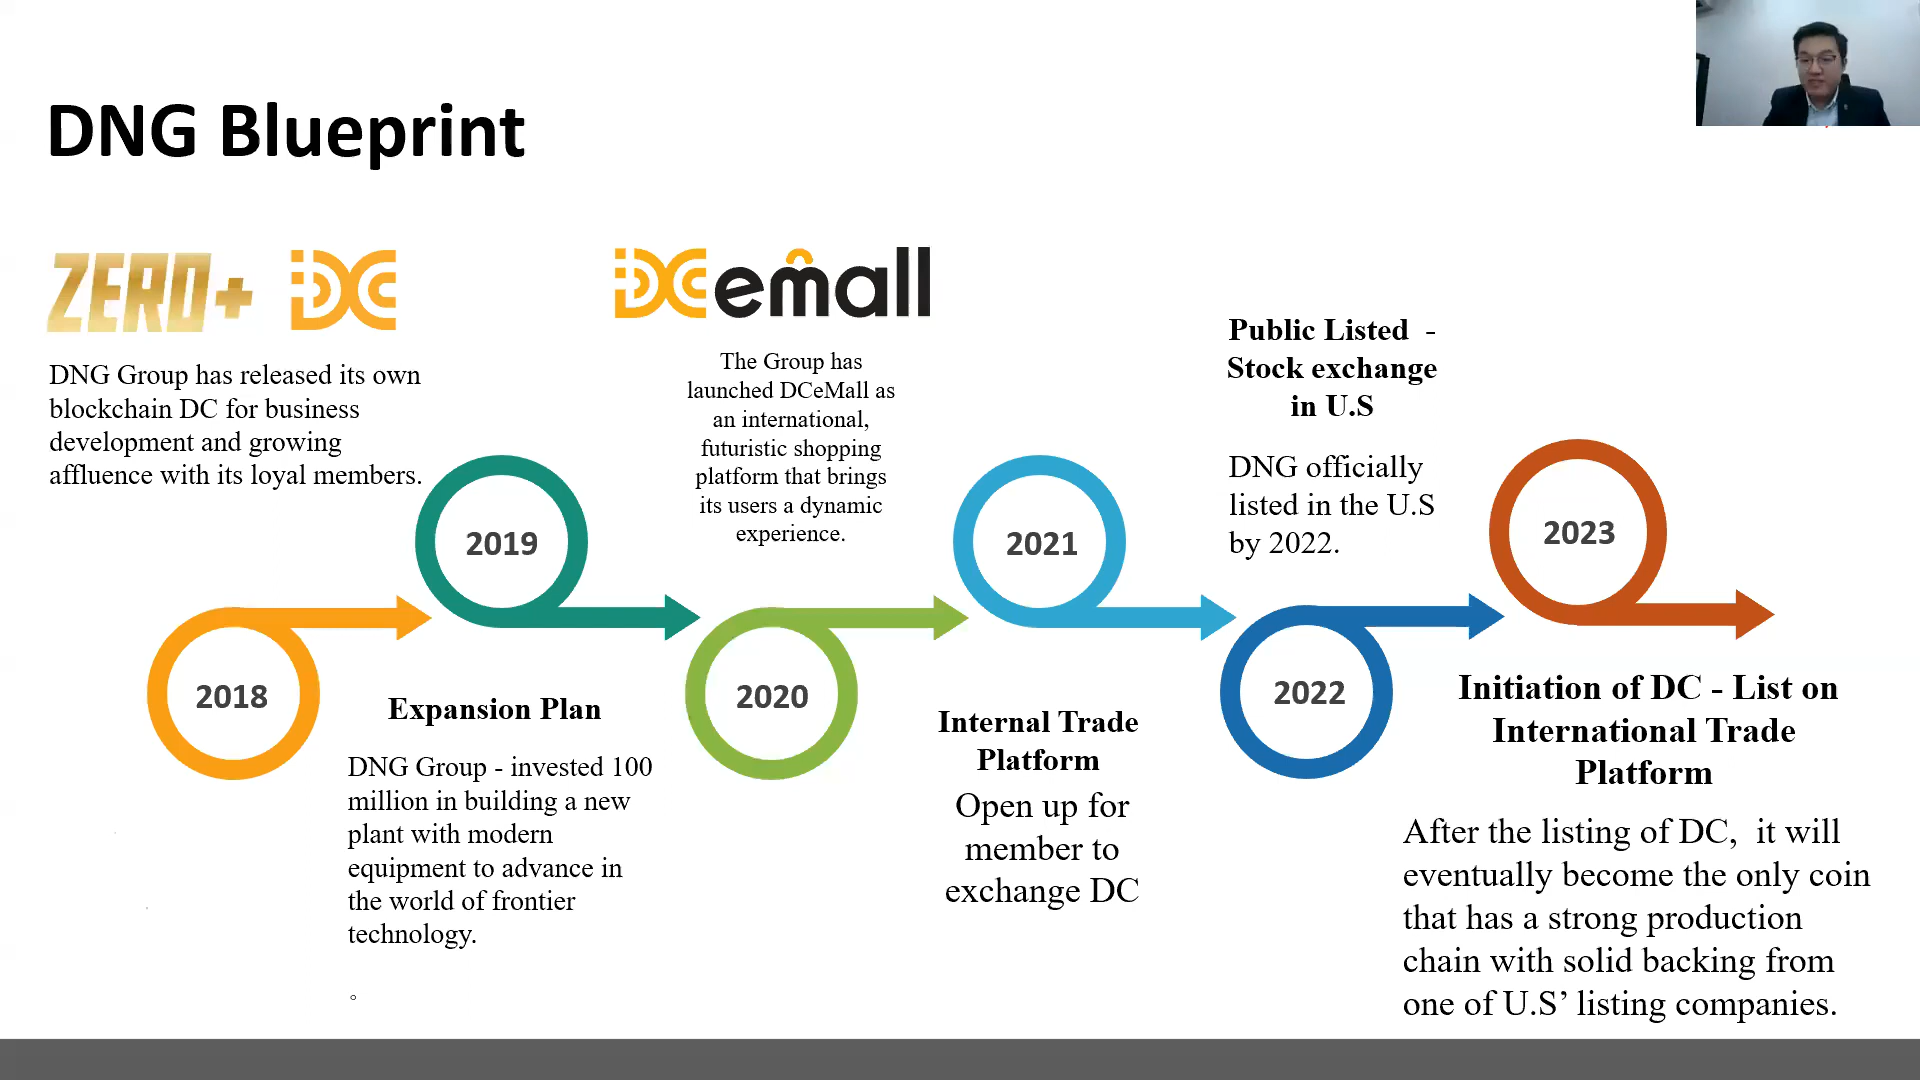 DNG Blueprint
ZERO+ DC
DNG Group has released its own
blockchain DC for business
development and growing
affluence with its loyal members.
DCemall
The Group has
launched DCeMall as
an international,
futuristic shopping
platform that brings
its users a dynamic
experience.
Public Listed -
Stock exchange
in U.S
DNG officially
listed in the U.S
by 2022.
2018
2019
2020
2021
2022
2023
Expansion Plan
DNG Group - invested 100
million in building a new
plant with modern
equipment to advance in
the world of frontier
technology.
。
Internal Trade
Platform
Open up for
member to
exchange DC
Initiation of DC - List on
International Trade
Platform
After the listing of DC, it will
eventually become the only coin
that has a strong production
chain with solid backing from
one of U.S’ listing companies.